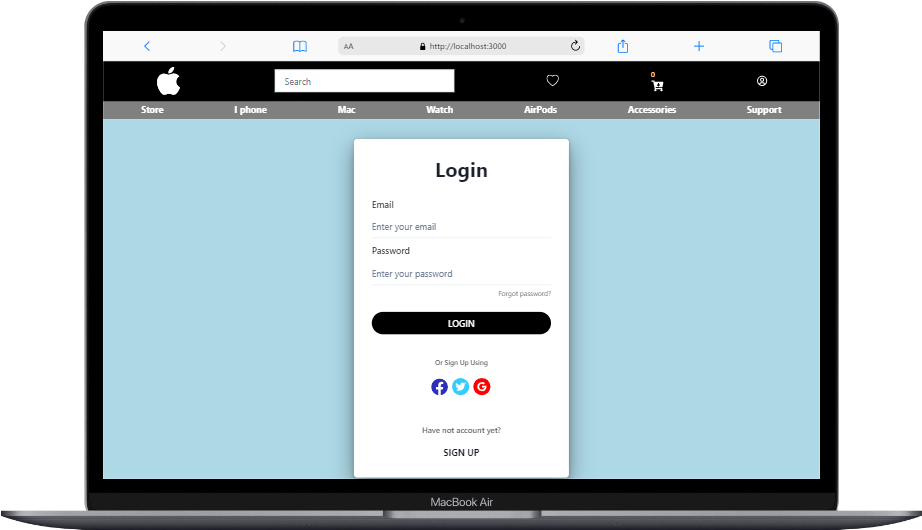 AA http://localhost:3000
Search
0
Store I phone Mac Watch AirPods Accessories Support
Login
Email
Enter your email
Password
Enter your password
Forgot password?
LOGIN
Or Sign Up Using
Have not account yet?
SIGN UP
MacBook Air